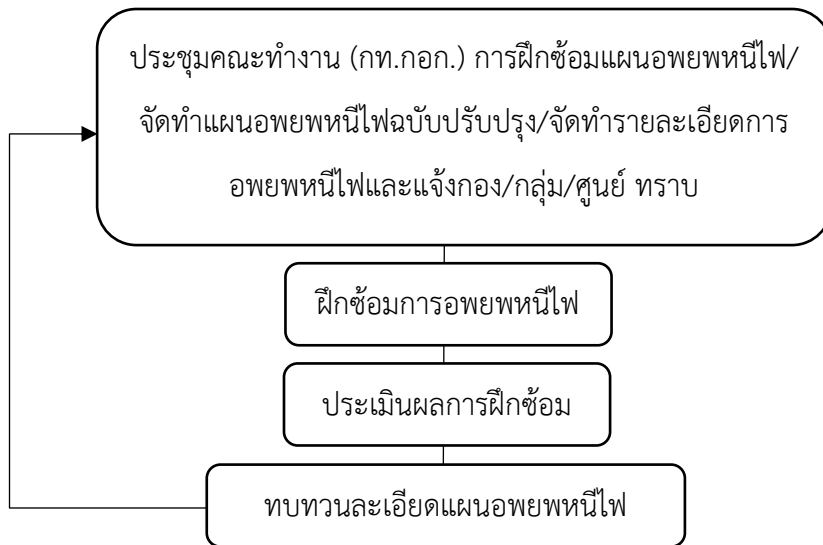 ประชุมคณะทำงาน (กท.กอก.) การฝึกซ้อมแผนอพยพหนีไฟ/
จัดทำแผนอพยพหนีไฟฉบับปรับปรุง/จัดทำรายละเอียดการ
อพยพหนีไฟและแจ้งกอง/กลุ่ม/ศูนย์ ทราบ
ฝึกซ้อมการอพยพหนีไฟ
ประเมินผลการฝึกซ้อม
ทบทวนละเอียดแผนอพยพหนีไฟ